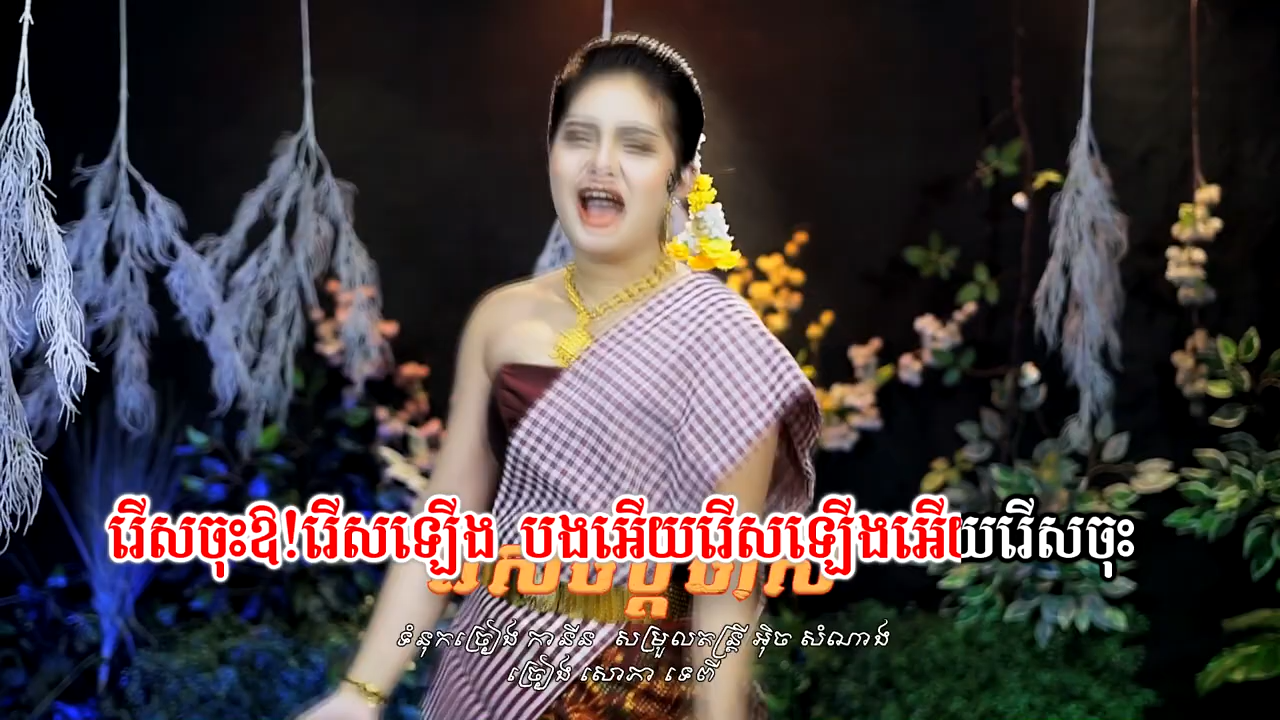 រើសចុះឱ!រើសឡើង បងអើយរើសឡើងអើយរើសចុះ
ទំនុកច្រៀង កានីន សម្រួលតន្ត្រី អ៊ិច សំណាង
ច្រៀង សោភា ទេពី